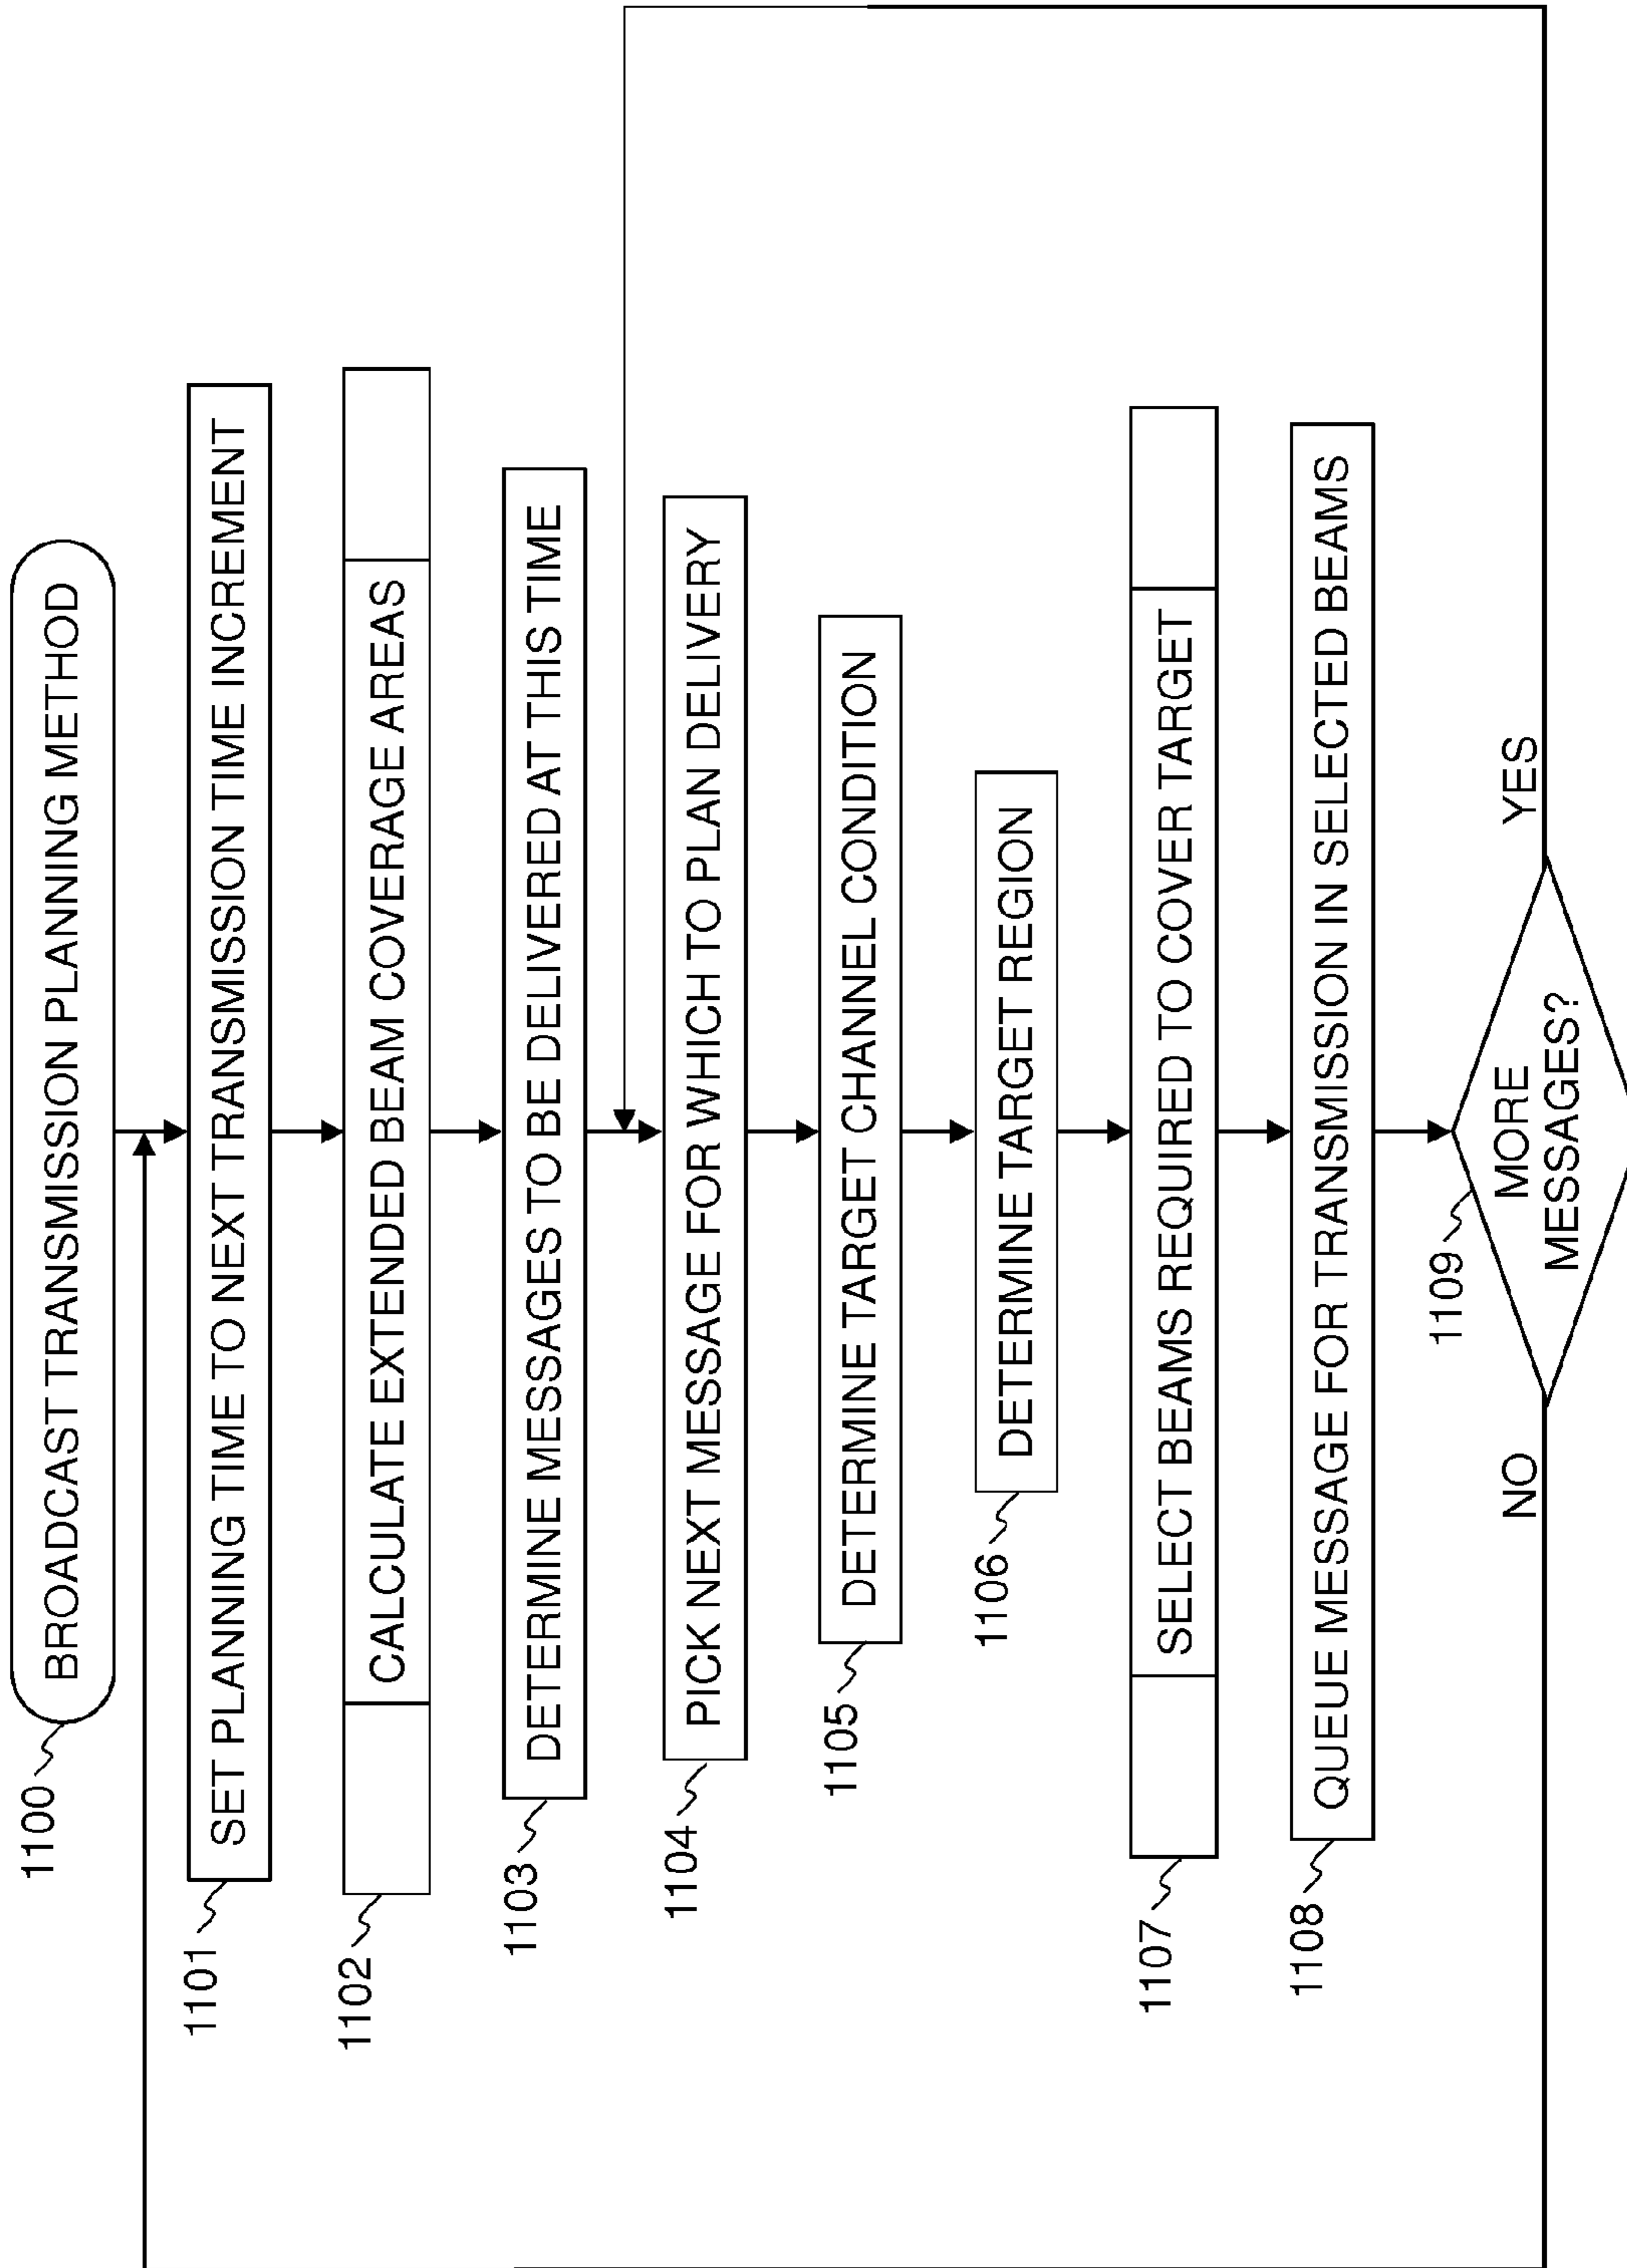 1100
BROADCAST TRANSMISSION PLANNING METHOD
1101
SET PLANNING TIME TO NEXT TRANSMISSION TIME INCREMENT
1102
CALCULATE EXTENDED BEAM COVERAGE AREAS
1103
DETERMINE MESSAGES TO BE DELIVERED AT THIS TIME
1104
PICK NEXT MESSAGE FOR WHICH TO PLAN DELIVERY
1105
DETERMINE TARGET CHANNEL CONDITION
1106
DETERMINE TARGET REGION
1107
SELECT BEAMS REQUIRED TO COVER TARGET
1108
QUEUE MESSAGE FOR TRANSMISSION IN SELECTED BEAMS
1109
NO
MORE
MESSAGES?
YES